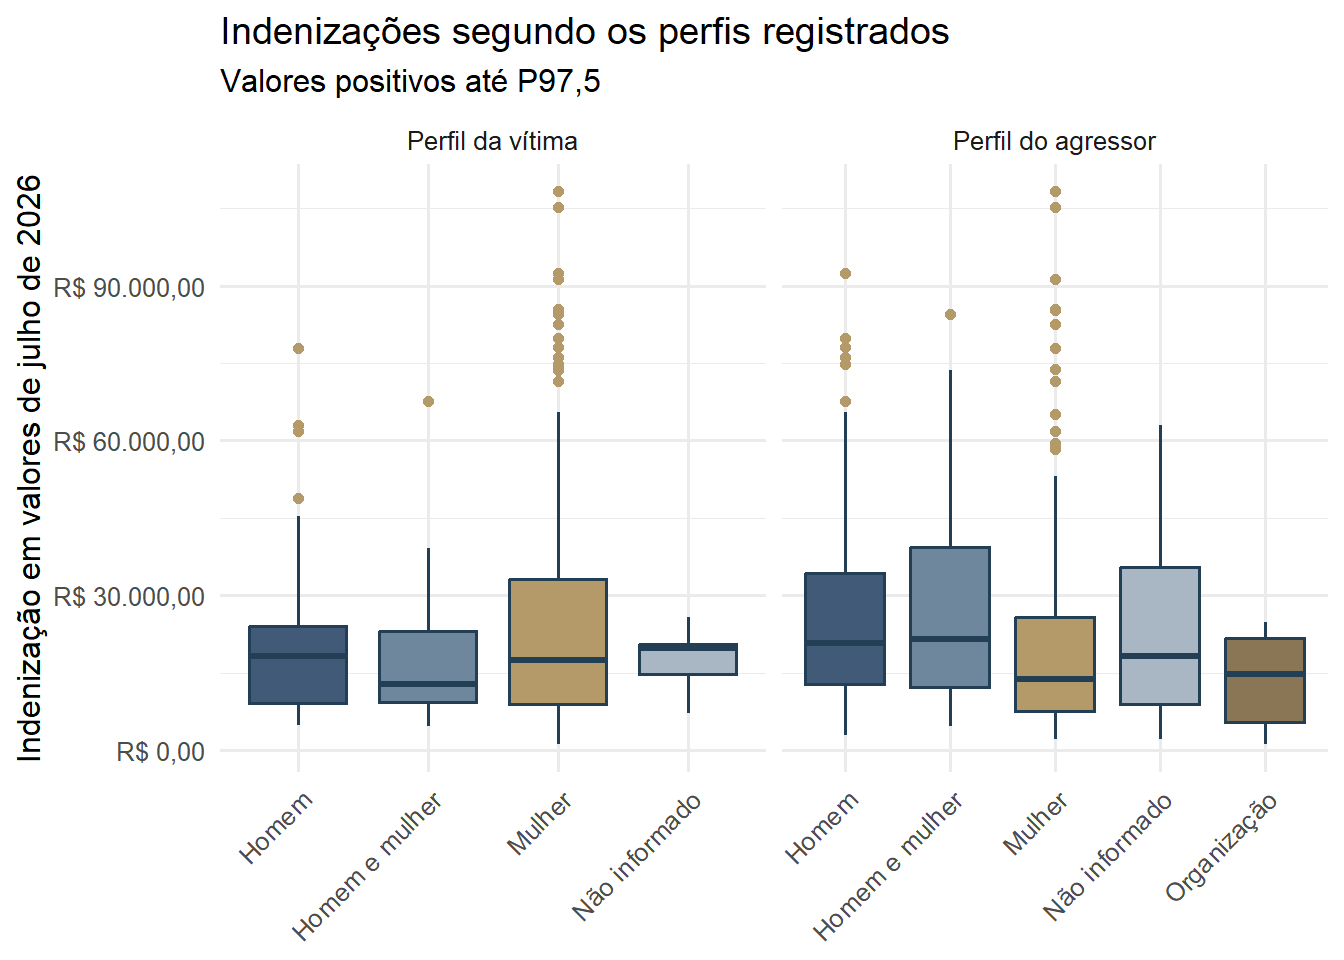 Indenizações segundo os perfis registrados
Valores positivos até P97,5
Perfil da vítima
Perfil do agressor
Indenização em valores de julho de 2026
R$ 90.000,00
R$ 60.000,00
R$ 30.000,00
R$ 0,00
Homem
Homem e mulher
Mulher
Não informado
Homem
Homem e mulher
Mulher
Não informado
Organização